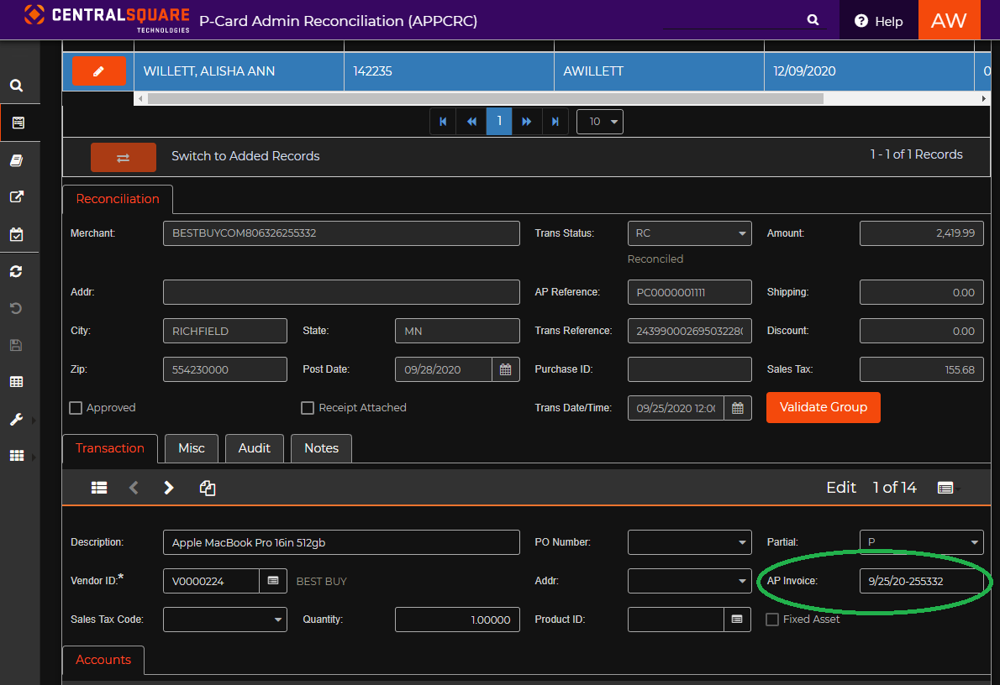 CENTRALSQUARE TECHNOLOGIES P-Card Admin Reconciliation (APPCRC) Help AW
WILLETT, ALISHA ANN 142235 AWILLETT 12/09/2020 0
1 10
Switch to Added Records 1 - 1 of 1 Records
Reconciliation
Merchant: BESTBUYCOM806326255332 Trans Status: RC Amount: 2,419.99
Reconciled
Addr: AP Reference: PC0000001111 Shipping: 0.00
City: RICHFIELD State: MN Trans Reference: 24399000269503228( Discount: 0.00
Zip: 554230000 Post Date: 09/28/2020 Purchase ID: Sales Tax: 155.68
Approved Receipt Attached Trans Date/Time: 09/25/2020 12:0( Validate Group
Transaction Misc Audit Notes
Edit 1 of 14
Description: Apple MacBook Pro 16in 512gb PO Number: Partial: P
Vendor ID:* V0000224 BEST BUY Addr: AP Invoice: 9/25/20-255332
Sales Tax Code: Quantity: 1.00000 Product ID: Fixed Asset
Accounts